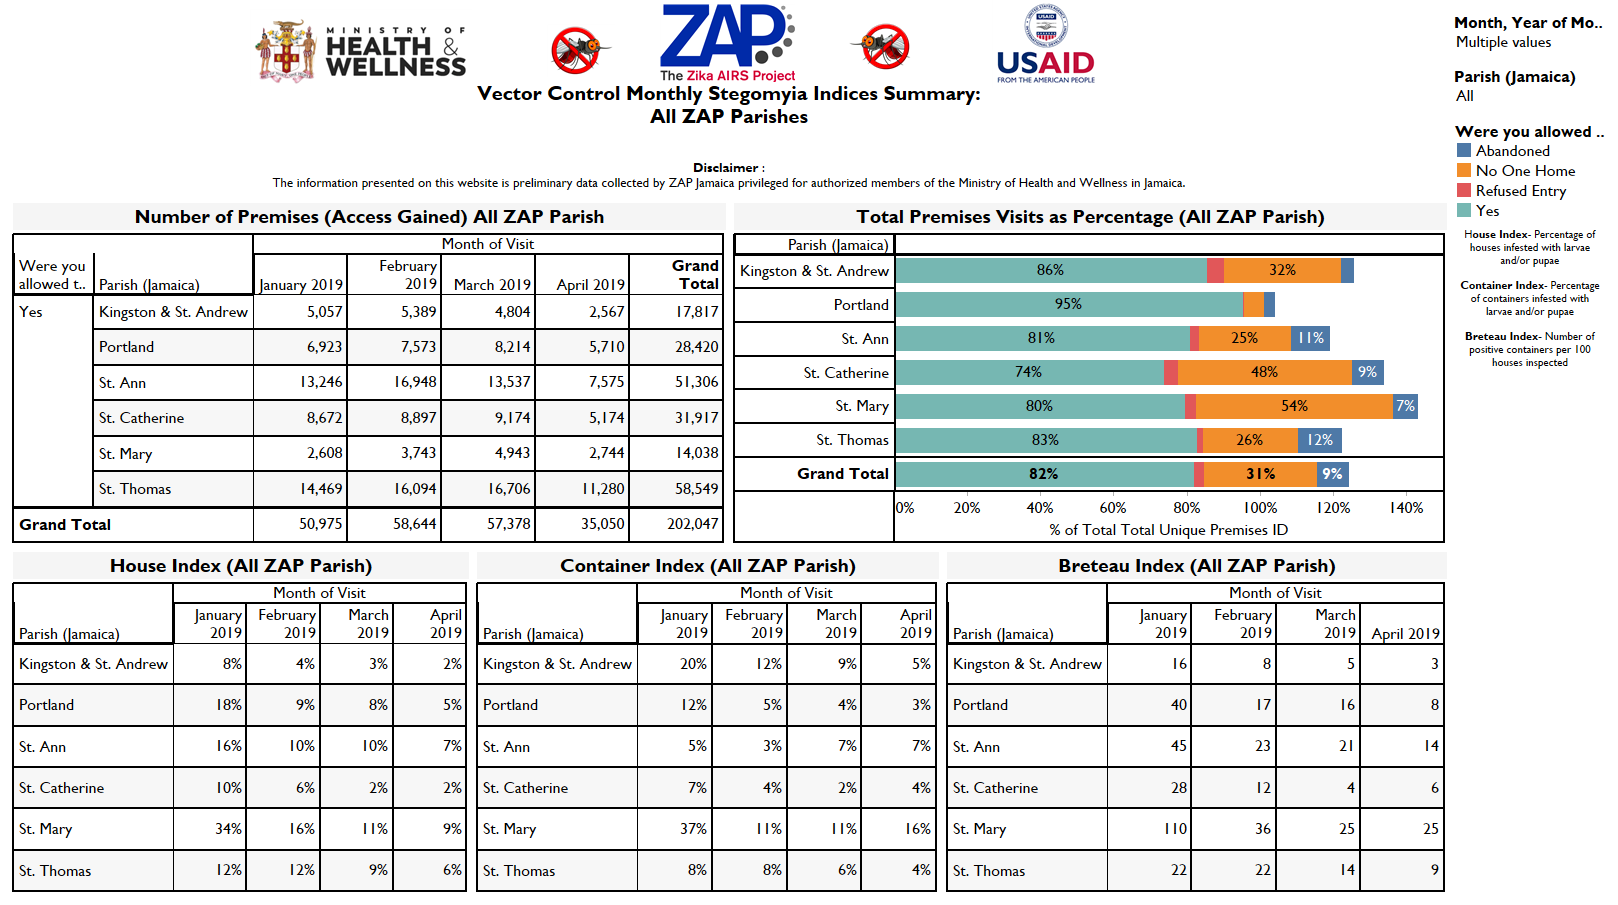 MINISTRY OF
HEALTH &
WELLNESS
ZAP
The Zika AIRS Project
USAID
USAID
FROM THE AMERICAN PEOPLE
Vector Control Monthly Stegomyia Indices Summary:
All ZAP Parishes
Disclaimer :
The information presented on this website is preliminary data collected by ZAP Jamaica privileged for authorized members of the Ministry of Health and Wellness in Jamaica.
Month, Year of Mo..
Multiple values
Parish (Jamaica)
All
Were you allowed ..
Abandoned
No One Home
Refused Entry
Yes
House Index- Percentage of
houses infested with larvae
and/or pupae
Container Index- Percentage
of containers infested with
larvae and/or pupae
Breteau Index- Number of
positive containers per 100
houses inspected
Number of Premises (Access Gained) All ZAP Parish
Month of Visit
Were you allowed t.. Parish (Jamaica) January 2019 February 2019 March 2019 April 2019 Grand Total
Yes Kingston & St. Andrew 5,057 5,389 4,804 2,567 17,817
Portland 6,923 7,573 8,214 5,710 28,420
St. Ann 13,246 16,948 13,537 7,575 51,306
St. Catherine 8,672 8,897 9,174 5,174 31,917
St. Mary 2,608 3,743 4,943 2,744 14,038
St. Thomas 14,469 16,094 16,706 11,280 58,549
Grand Total 50,975 58,644 57,378 35,050 202,047
Total Premises Visits as Percentage (All ZAP Parish)
Parish (Jamaica)
Kingston & St. Andrew 86% 32%
Portland 95%
St. Ann 81% 25% 11%
St. Catherine 74% 48% 9%
St. Mary 80% 54% 7%
St. Thomas 83% 26% 12%
Grand Total 82% 31% 9%
0% 20% 40% 60% 80% 100% 120% 140%
% of Total Total Unique Premises ID
House Index (All ZAP Parish)
Month of Visit
Parish (Jamaica) January 2019 February 2019 March 2019 April 2019
Kingston & St. Andrew 8% 4% 3% 2%
Portland 18% 9% 8% 5%
St. Ann 16% 10% 10% 7%
St. Catherine 10% 6% 2% 2%
St. Mary 34% 16% 11% 9%
St. Thomas 12% 12% 9% 6%
Container Index (All ZAP Parish)
Month of Visit
Parish (Jamaica) January 2019 February 2019 March 2019 April 2019
Kingston & St. Andrew 20% 12% 9% 5%
Portland 12% 5% 4% 3%
St. Ann 5% 3% 7% 7%
St. Catherine 7% 4% 2% 4%
St. Mary 37% 11% 11% 16%
St. Thomas 8% 8% 6% 4%
Breteau Index (All ZAP Parish)
Month of Visit
Parish (Jamaica) January 2019 February 2019 March 2019 April 2019
Kingston & St. Andrew 16 8 5 3
Portland 40 17 16 8
St. Ann 45 23 21 14
St. Catherine 28 12 4 6
St. Mary 110 36 25 25
St. Thomas 22 22 14 9